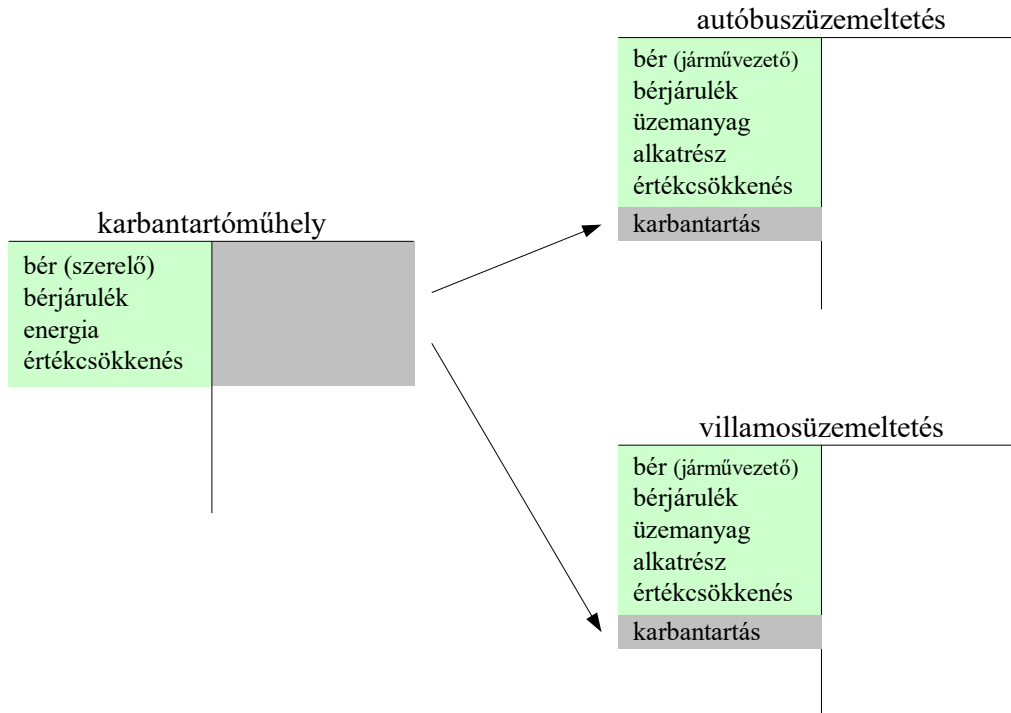 autóbuszüzemeltetés
bér (járművezető)
bérjárulék
üzemanyag
alkatrész
értékcsökkenés
karbantartás
karbantartóműhely
bér (szerelő)
bérjárulék
energia
értékcsökkenés
villamosüzemeltetés
bér (járművezető)
bérjárulék
üzemanyag
alkatrész
értékcsökkenés
karbantartás